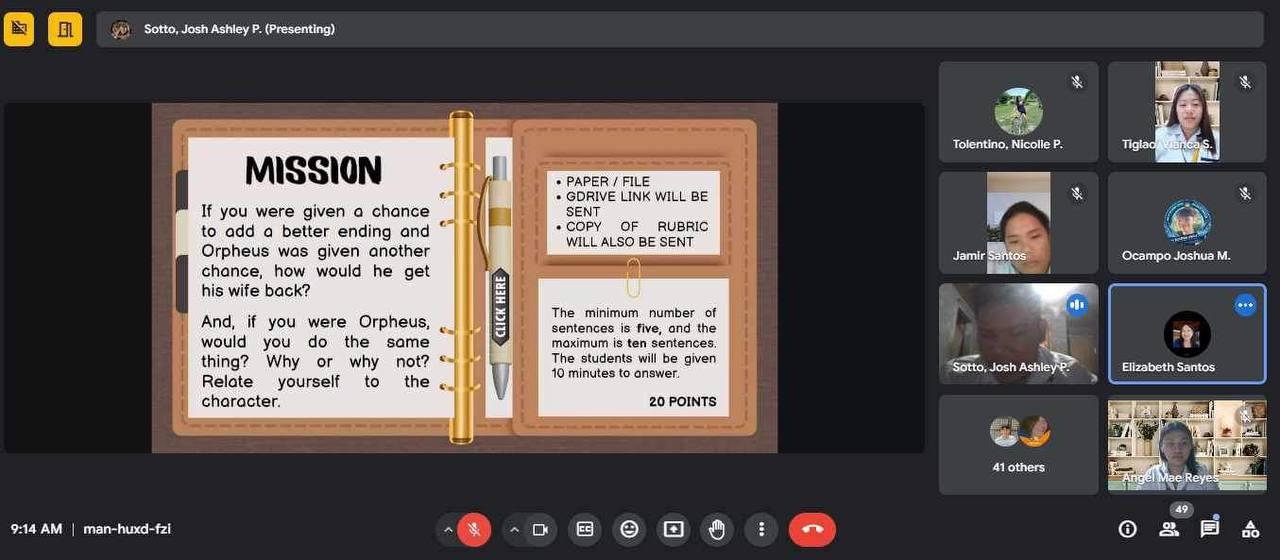 Sotto, Josh Ashley P. (Presenting)
MISSION
If you were given a chance
to add a better ending and
Orpheus was given another
chance, how would he get
his wife back?
And, if you were Orpheus,
would you do the same
thing? Why or why not?
Relate yourself to the
character.
CLICK HERE
• PAPER / FILE
• GDRIVE LINK WILL BE
SENT
• COPY OF RUBRIC
WILL ALSO BE SENT
The minimum number of
sentences is five, and the
maximum is ten sentences.
The students will be given
10 minutes to answer.
20 POINTS
Tolentino, Nicolle P.
Tiglao, Vianca S.
Jamir Santos
Ocampo Joshua M.
Sotto, Josh Ashley P.
Elizabeth Santos
41 others
Angel Mae Reyes
9:14 AM | man-huxd-fzi
CC
49